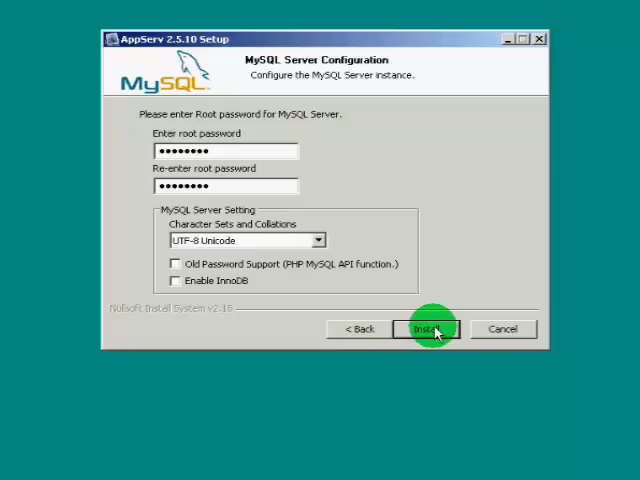 AppServ 2.5.10 Setup
MySQL Server Configuration
Configure the MySQL Server instance.
MySQL
Please enter Root password for MySQL Server.
Enter root password
Re-enter root password
MySQL Server Setting
Character Sets and Collations
UTF-8 Unicode
Old Password Support (PHP MySQL API function.)
Enable InnoDB
Nullsoft Install System v2.16
< Back
Install
Cancel